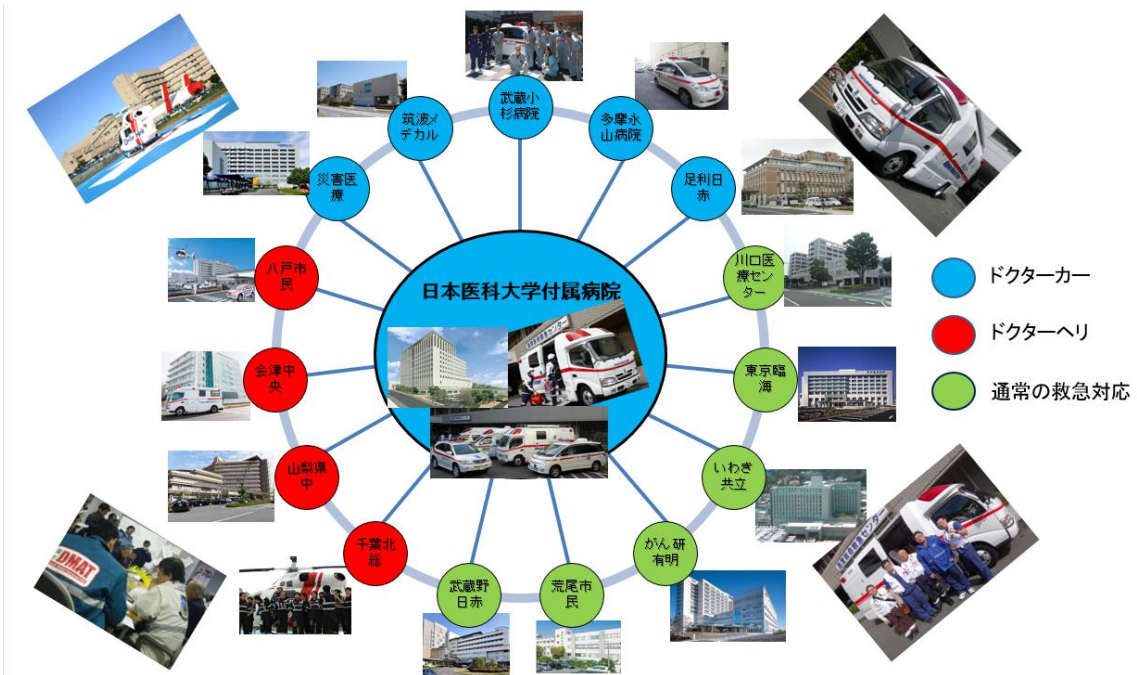 武蔵小
杉病院
多摩永
山病院
足利日
赤
川口医
療セン
ター
東京臨
海
いわき
共立
がん研
有明
荒尾市
民
武蔵野
日赤
千葉北
総
山梨県
中
会津中
央
八戸市
民
災害医
療
筑波メ
デカル
日本医科大学付属病院
ドクターカー
ドクターヘリ
通常の救急対応
DMAT